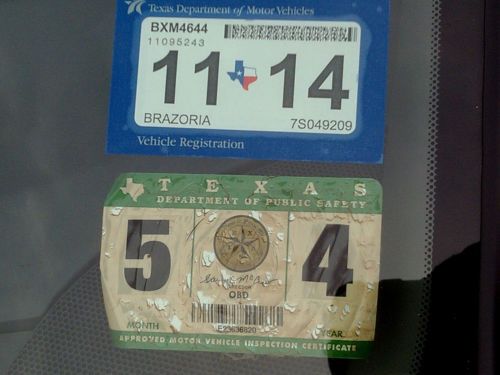 Texas Department of Motor Vehicles
BXM4644
11095243
11 14
BRAZORIA 7S049209
Vehicle Registration
TEXAS
DEPARTMENT OF PUBLIC SAFETY
5 4
OBD
E23636820
MONTH YEAR
APPROVED MOTOR VEHICLE INSPECTION CERTIFICATE